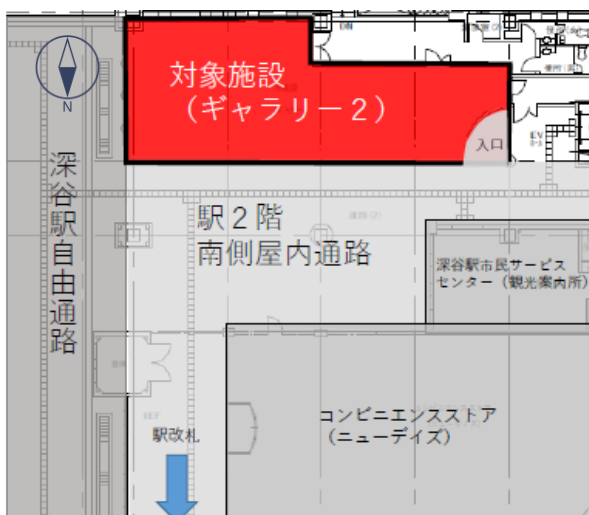 対象施設
（ギャラリー２）
入口
N
深谷駅自由通路
駅２階
南側屋内通路
深谷駅市民サービス
センター（観光案内所）
コンビニエンスストア
（ニューデイズ）
駅改札